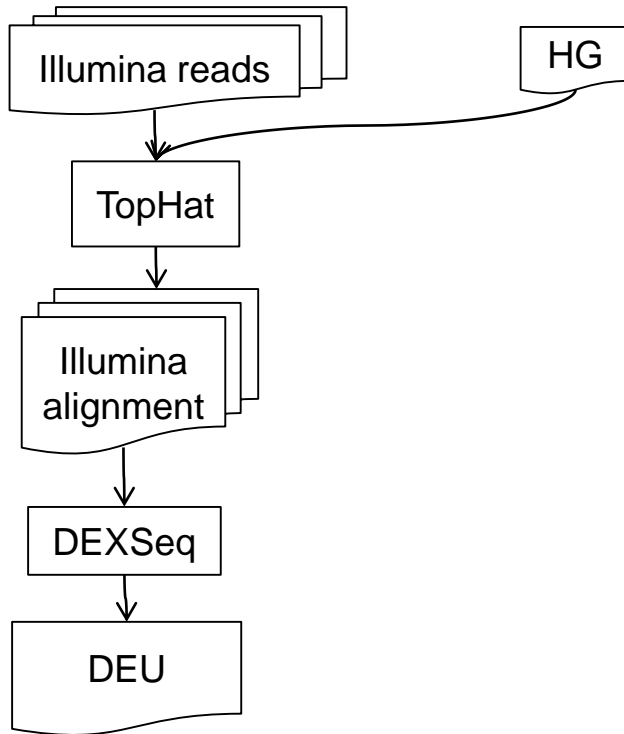 Illumina reads
HG
TopHat
Illumina
alignment
DEXSeq
DEU